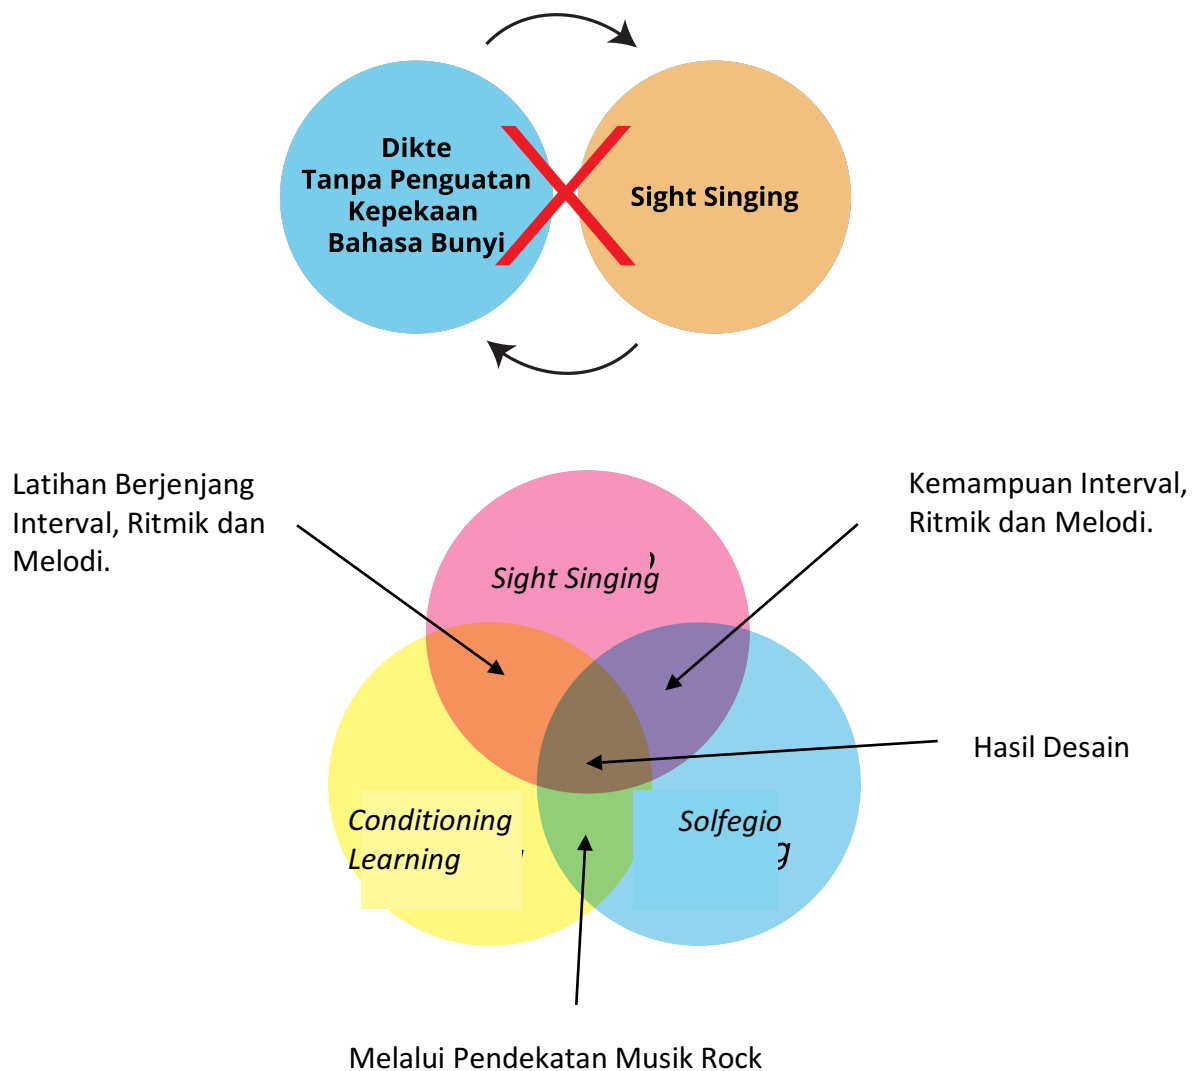 Dikte
Tanpa Penguatan
Kepekaan
Bahasa Bunyi
Sight Singing
Latihan Berjenjang
Interval, Ritmik dan
Melodi.
Kemampuan Interval,
Ritmik dan Melodi.
Sight Singing
Hasil Desain
Conditioning
Learning
Solfegio
g
Melalui Pendekatan Musik Rock